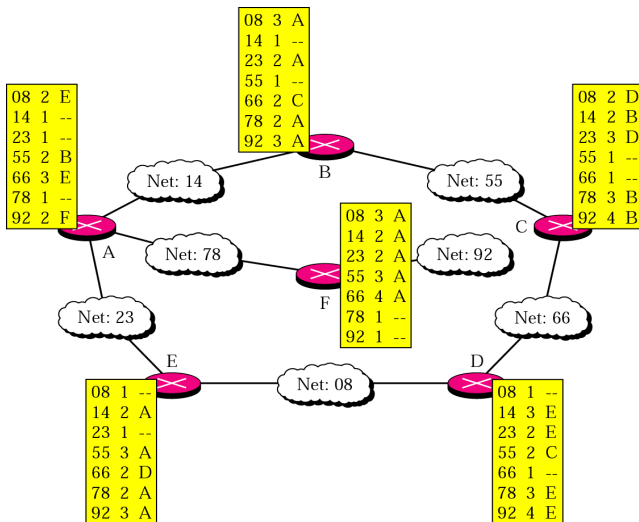 08 3 A
14 1 --
23 2 A
55 1 --
66 2 C
78 2 A
92 3 A
08 2 E
14 1 --
23 1 --
55 2 B
66 3 E
78 1 --
92 2 F
08 2 D
14 2 B
23 3 D
55 1 --
66 1 --
78 3 B
92 4 B
B
Net: 14
Net: 55
A
C
08 3 A
14 2 A
23 2 A
55 3 A
66 4 A
78 1 --
92 1 --
Net: 78
Net: 92
F
Net: 23
Net: 66
E
D
Net: 08
08 1 --
14 2 A
23 1 --
55 3 A
66 2 D
78 2 A
92 3 A
08 1 --
14 3 E
23 2 E
55 2 C
66 1 --
78 3 E
92 4 E